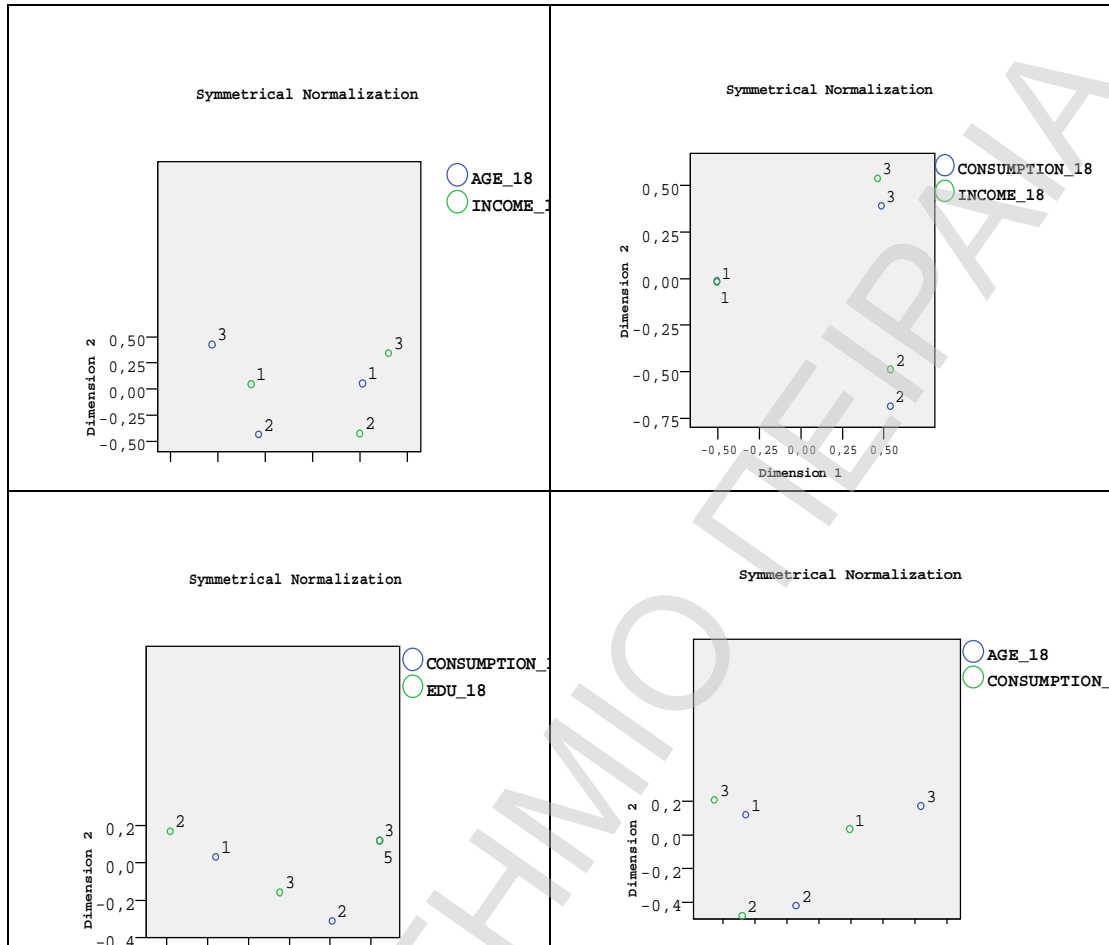 Symmetrical Normalization
AGE_18
INCOME_1
Dimension 2
0,50
0,25
0,00
-0,25
-0,50
3
1
2
3
1
2
Symmetrical Normalization
CONSUMPTION_18
INCOME_18
Dimension 2
0,50
0,25
0,00
-0,25
-0,50
-0,75
3
3
1
1
2
2
-0,50 -0,25 0,00 0,25 0,50
Dimension 1
Symmetrical Normalization
CONSUMPTION_1
EDU_18
Dimension 2
0,2
0,0
-0,2
-0,4
2
1
3
2
3
5
Symmetrical Normalization
AGE_18
CONSUMPTION_
Dimension 2
0,2
0,0
-0,2
-0,4
3
1
1
3
2
2
ΤΗΜΙΟ ΠΕΙΡΑΙΑ